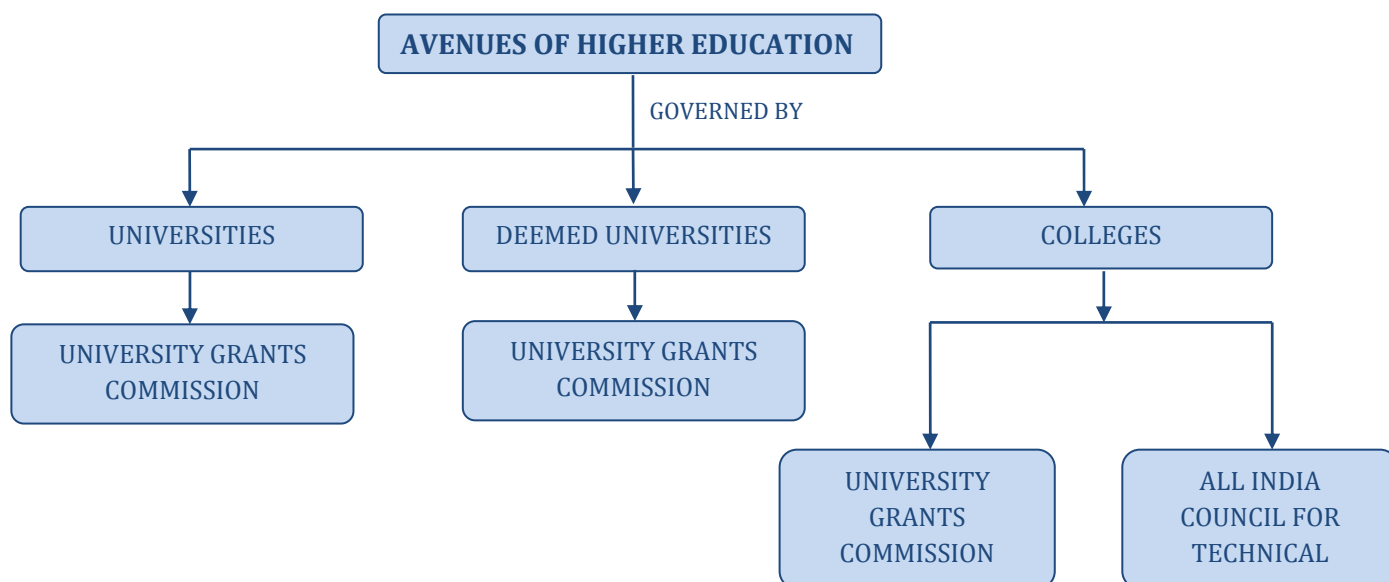 AVENUES OF HIGHER EDUCATION
GOVERNED BY
UNIVERSITIES
DEEMED UNIVERSITIES
COLLEGES
UNIVERSITY GRANTS
COMMISSION
UNIVERSITY GRANTS
COMMISSION
UNIVERSITY
GRANTS
COMMISSION
ALL INDIA
COUNCIL FOR
TECHNICAL